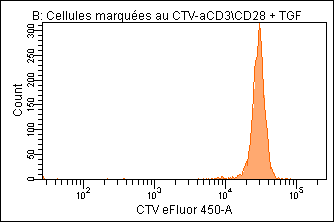 B: Cellules marquées au CTV-aCD3\CD28 + TGF
300
250
200
150
100
50
0
Count
10² 10³ 10⁴ 10⁵
CTV eFluor 450-A